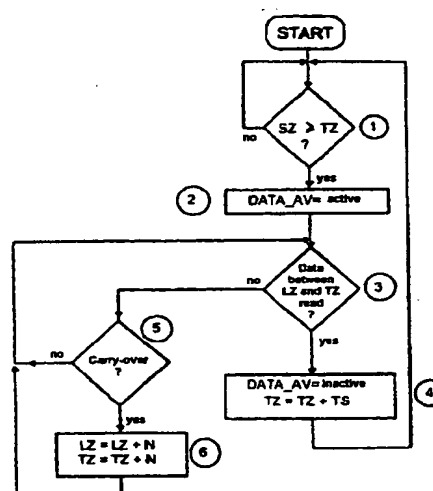 START
SZ ⩾ TZ
?
1
no
yes
2
DATA_AV= active
Data
between
LZ and TZ
read
?
3
no
yes
5
Carry-over
?
no
yes
DATA_AV=inactive
TZ = TZ + TS
4
LZ = LZ + N
TZ = TZ + N
6